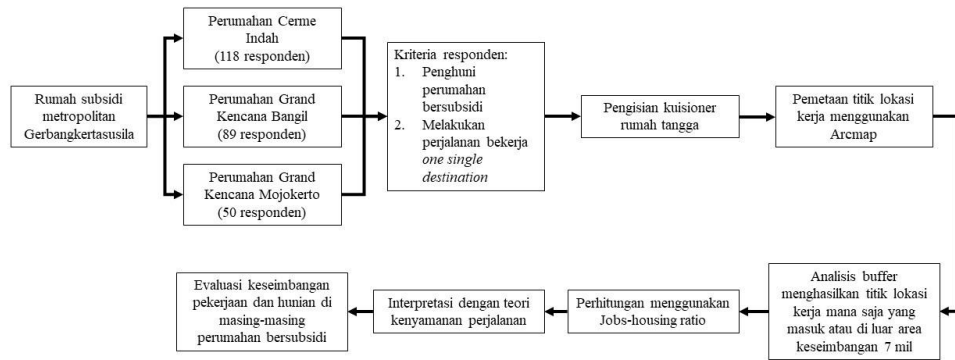 Rumah subsidi
metropolitan
Gerbangkertasusila
Perumahan Cerme
Indah
(118 responden)
Perumahan Grand
Kencana Bangil
(89 responden)
Perumahan Grand
Kencana Mojokerto
(50 responden)
Kriteria responden:
1. Penghuni
perumahan
bersubsidi
2. Melakukan
perjalanan bekerja
one single
destination
Pengisian kuisioner
rumah tangga
Pemetaan titik lokasi
kerja menggunakan
Arcmap
Analisis buffer
menghasilkan titik lokasi
kerja mana saja yang
masuk atau di luar area
keseimbangan 7 mil
Perhitungan menggunakan
Jobs-housing ratio
Interpretasi dengan teori
kenyamanan perjalanan
Evaluasi keseimbangan
pekerjaan dan hunian di
masing-masing
perumahan bersubsidi